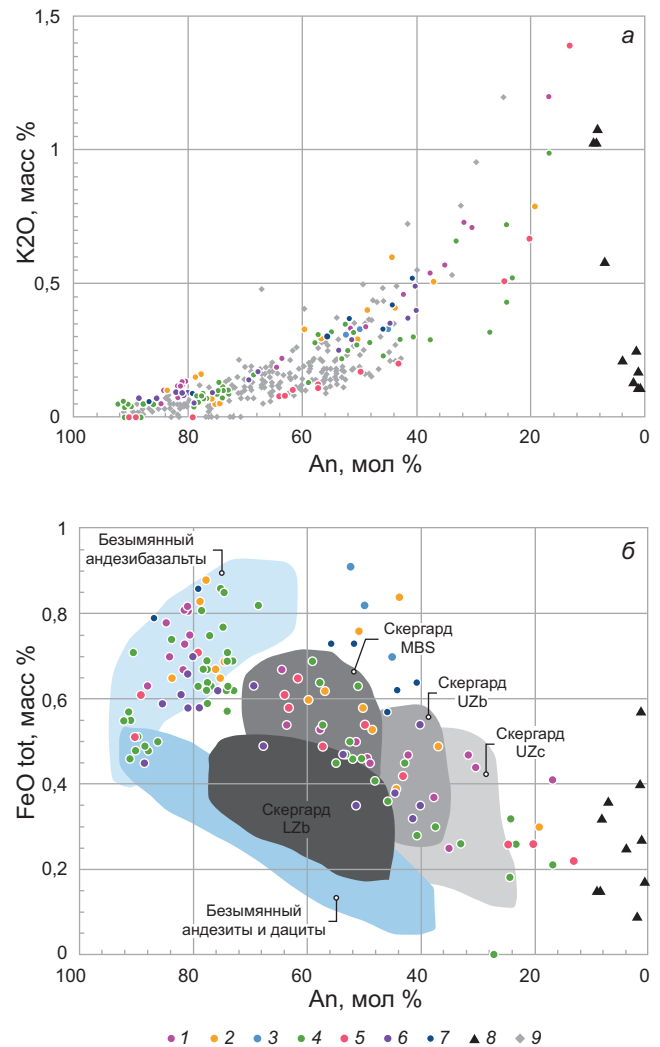 а
1,5
1
0,5
0
K2O, масс %
100
80
60
40
20
0
An, мол %
б
1
0,8
0,6
0,4
0,2
0
FeO tot, масс %
Безымянный
андезибазальты
Скергард
MBS
Скергард
UZb
Скергард
UZc
Скергард
LZb
Безымянный
андезиты и дациты
100
80
60
40
20
0
An, мол %
1 2 3 4 5 6 7 8 9